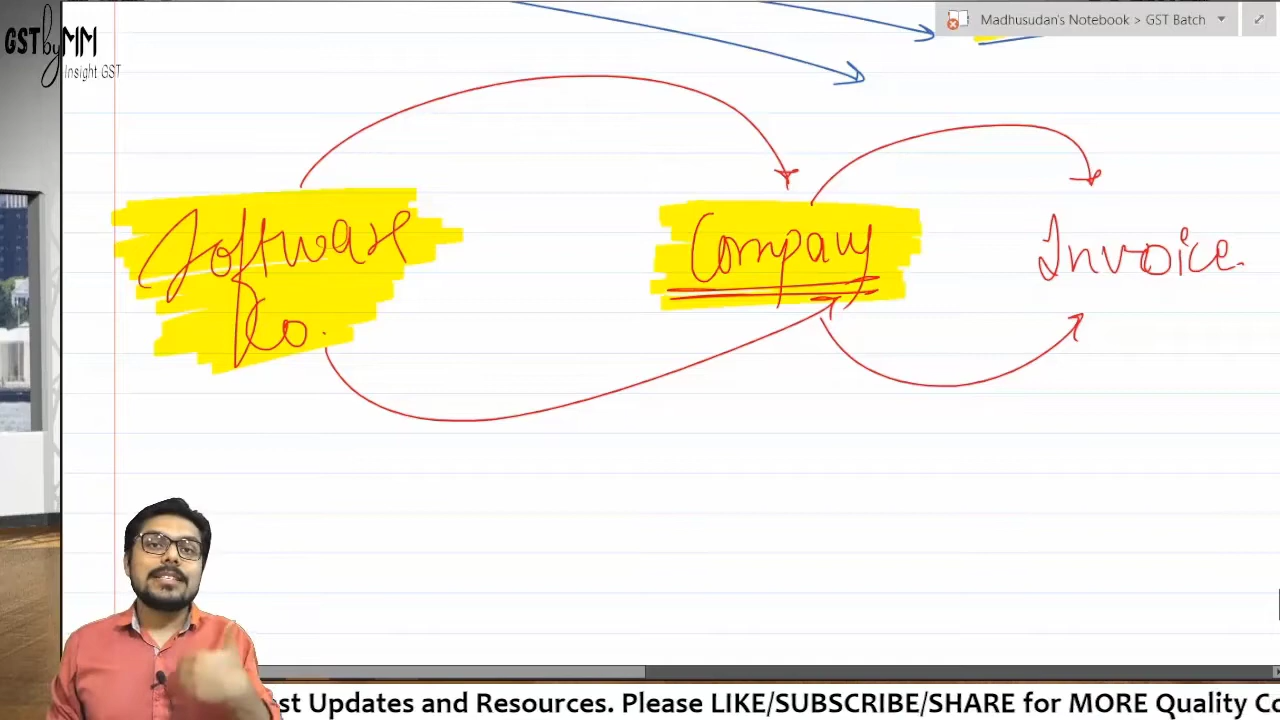 GST by MM
Insight GST
Madhusudan's Notebook > GST Batch
Software
Co.
Company
Invoice.
st Updates and Resources. Please LIKE/SUBSCRIBE/SHARE for MORE Quality Co